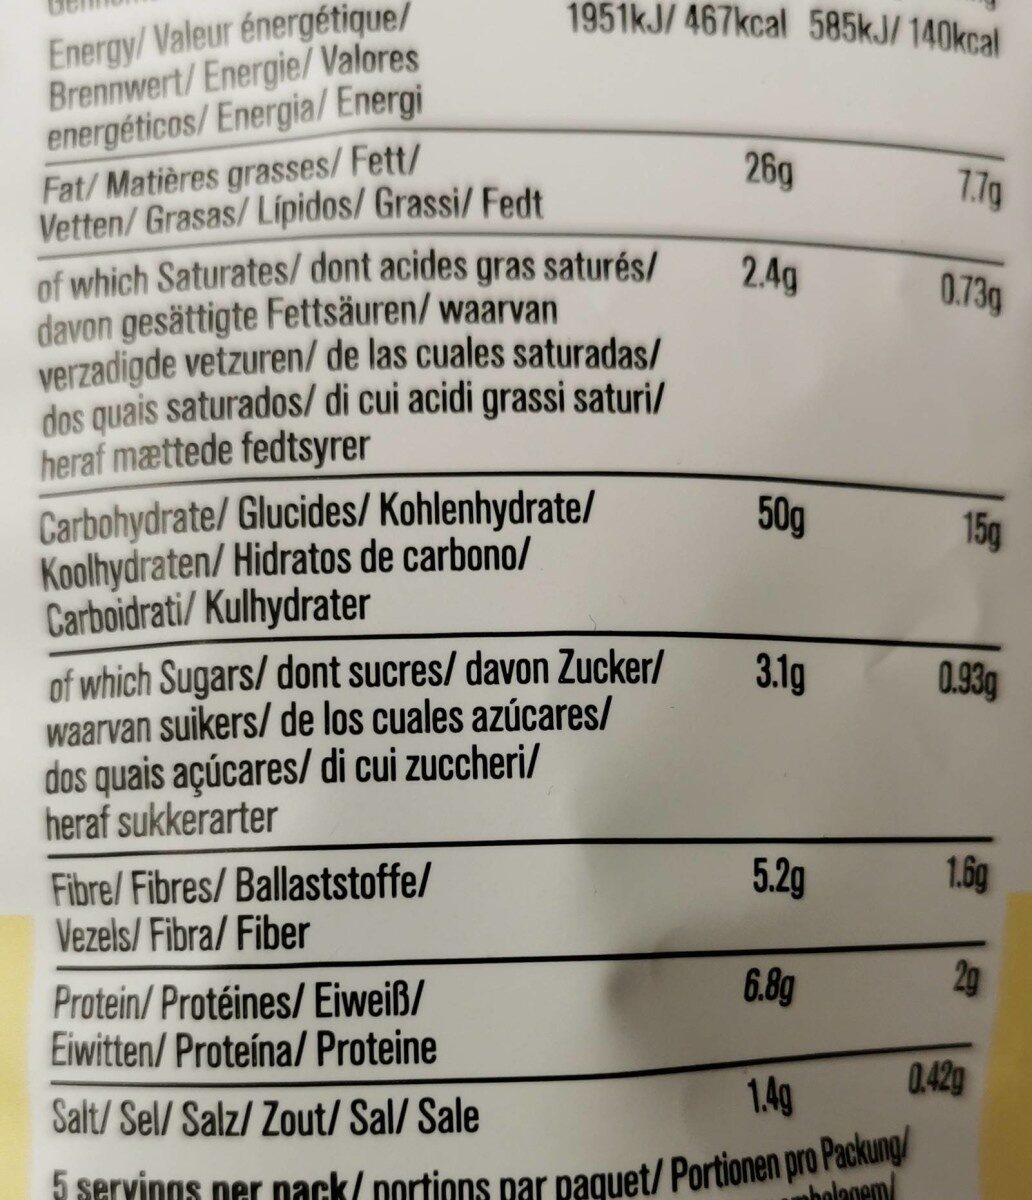 Energy/ Valeur énergétique/ 1951kJ/ 467kcal 585kJ/ 140kcal
Brennwert/ Energie/ Valores
energéticos/ Energia/ Energi
Fat/ Matières grasses/ Fett/ 26g 7.7g
Vetten/ Grasas/ Lípidos/ Grassi/ Fedt
of which Saturates/ dont acides gras saturés/ 2.4g 0.73g
davon gesättigte Fettsäuren/ waarvan
verzadigde vetzuren/ de las cuales saturadas/
dos quais saturados/ di cui acidi grassi saturi/
heraf mættede fedtsyrer
Carbohydrate/ Glucides/ Kohlenhydrate/ 50g 15g
Koolhydraten/ Hidratos de carbono/
Carboidrati/ Kulhydrater
of which Sugars/ dont sucres/ davon Zucker/ 3.1g 0.93g
waarvan suikers/ de los cuales azúcares/
dos quais açúcares/ di cui zuccheri/
heraf sukkerarter
Fibre/ Fibres/ Ballaststoffe/ 5.2g 1.6g
Vezels/ Fibra/ Fiber
Protein/ Protéines/ Eiweiß/ 6.8g 2g
Eiwitten/ Proteína/ Proteine
Salt/ Sel/ Salz/ Zout/ Sal/ Sale 1.4g 0.42g
5 servings per pack/ portions par paquet/ Portionen pro Packung/